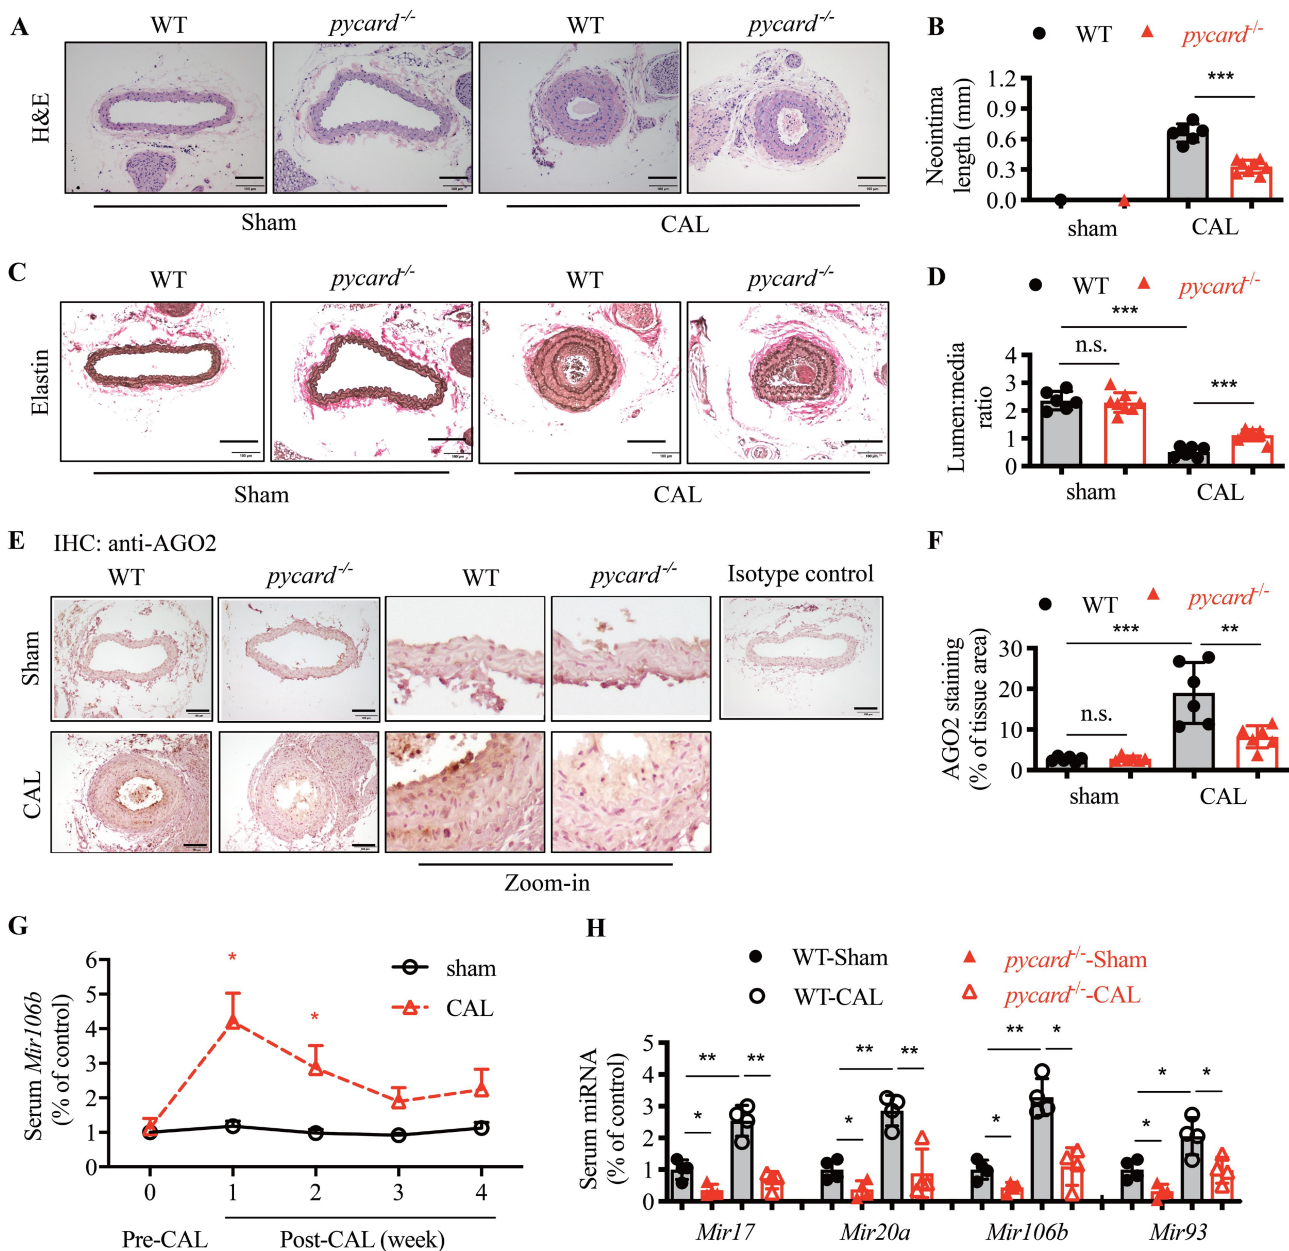 A
WT
pycard-/-
WT
pycard-/-
H&E
Sham
CAL
B
WT
pycard-/-
Neointima
length (mm)
1.2
0.9
0.6
0.3
0.0
***
sham
CAL
C
WT
pycard-/-
WT
pycard-/-
Elastin
Sham
CAL
D
WT
pycard-/-
Lumen:media
ratio
4
3
2
1
0
***
n.s.
***
sham
CAL
E
IHC: anti-AGO2
WT
pycard-/-
WT
pycard-/-
Isotype control
Sham
CAL
Zoom-in
F
WT
pycard-/-
AGO2 staining
(% of tissue area)
30
20
10
0
***
**
n.s.
sham
CAL
G
Serum Mir106b
(% of control)
6
5
4
3
2
1
0
*
*
sham
CAL
0
1
2
3
4
Pre-CAL
Post-CAL (week)
H
WT-Sham
pycard-/--Sham
WT-CAL
pycard-/--CAL
Serum miRNA
(% of control)
5
4
3
2
1
0
**
**
*
**
**
*
**
*
*
*
*
*
Mir17
Mir20a
Mir106b
Mir93